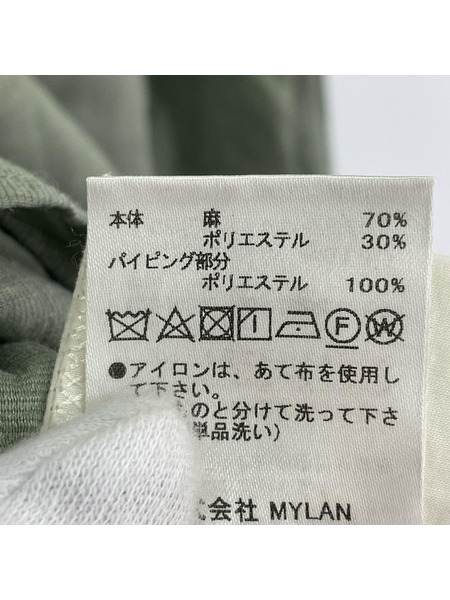 本体 麻 70%
ポリエステル 30%
パイピング部分
ポリエステル 100%
F W
●アイロンは、あて布を使用し
て下さい。
ものと分けて洗って下さ
単品洗い)
式会社 MYLAN